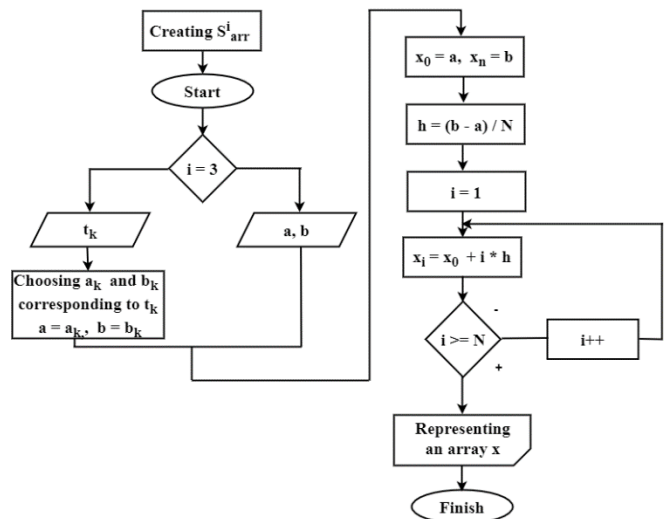 Creating S^i_arr
Start
i = 3
t_k
a, b
Choosing a_k and b_k
corresponding to t_k
a = a_k, b = b_k
x_0 = a, x_n = b
h = (b - a) / N
i = 1
x_i = x_0 + i * h
-
i >= N
i++
+
Representing
an array x
Finish